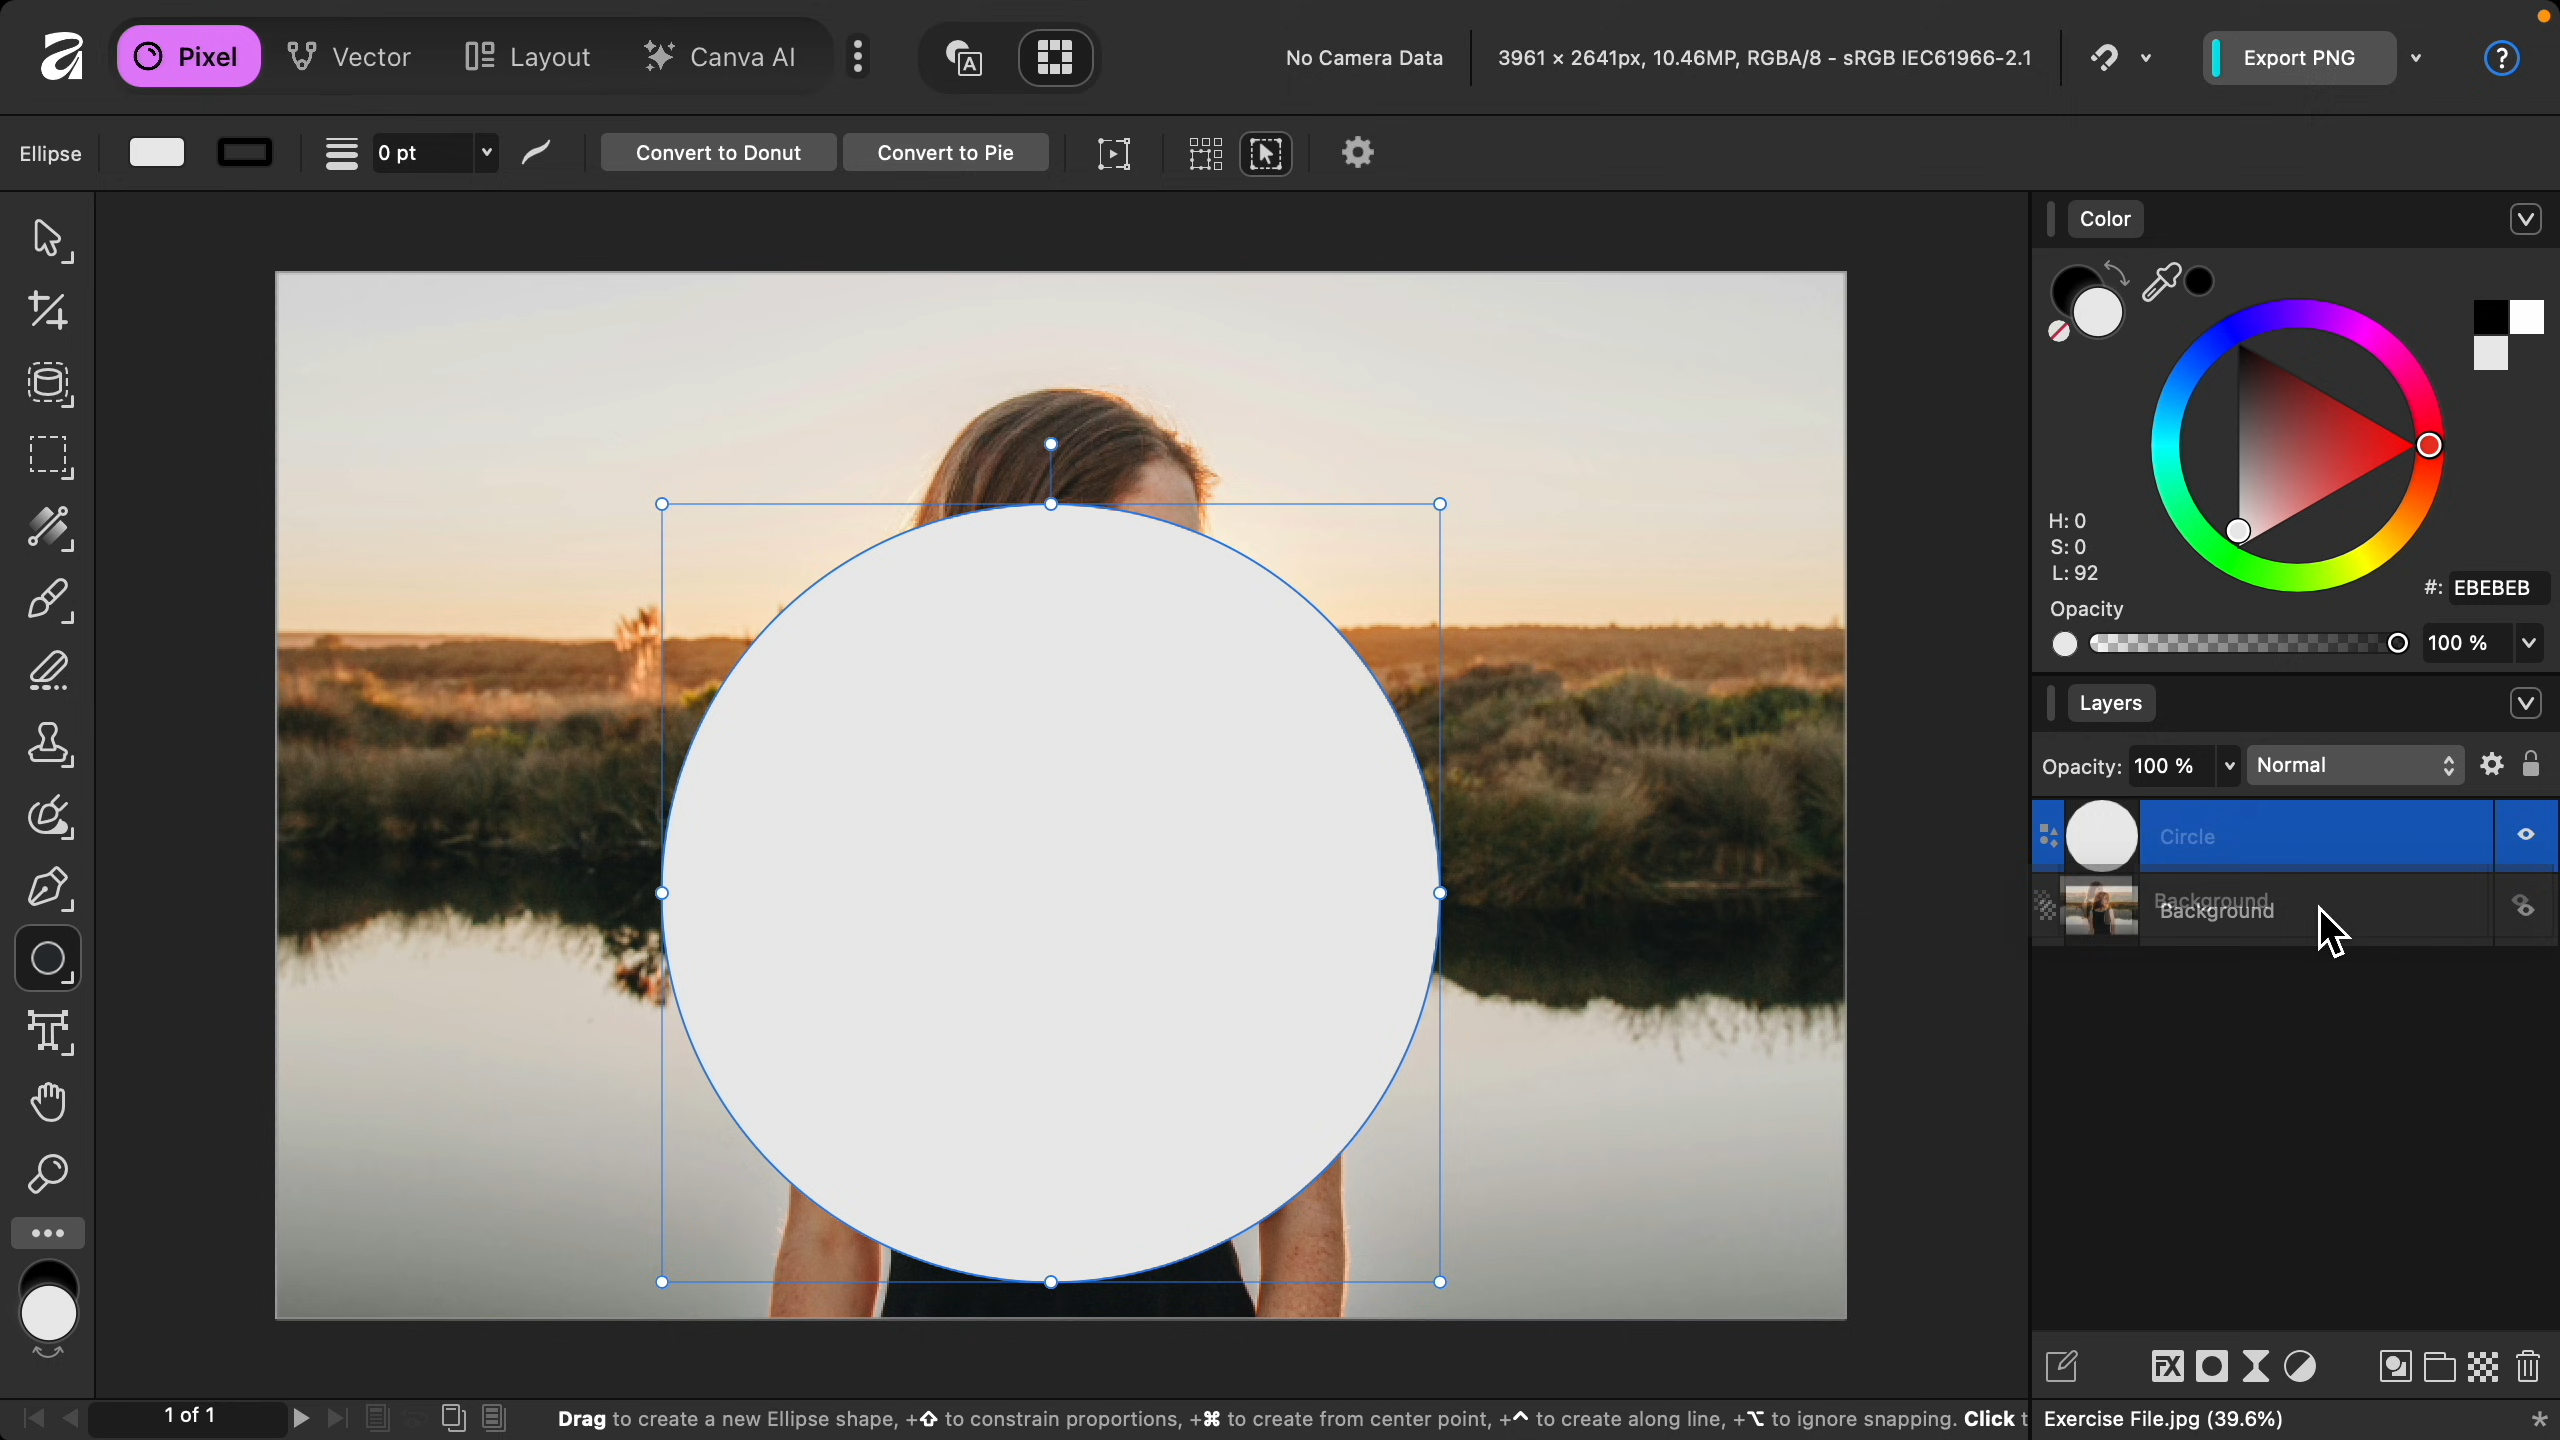 Pixel Vector Layout Canva AI No Camera Data 3961 × 2641px, 10.46MP, RGBA/8 - sRGB IEC61966-2.1 Export PNG ?
Ellipse 0 pt Convert to Donut Convert to Pie
Color
H: 0
S: 0
L: 92
#: EBEBEB
Opacity
100 %
Layers
Opacity: 100 % Normal
Circle
Background
Background
FX
1 of 1 Drag to create a new Ellipse shape, +⇧ to constrain proportions, +⌘ to create from center point, +^ to create along line, +⌥ to ignore snapping. Click t Exercise File.jpg (39.6%) *